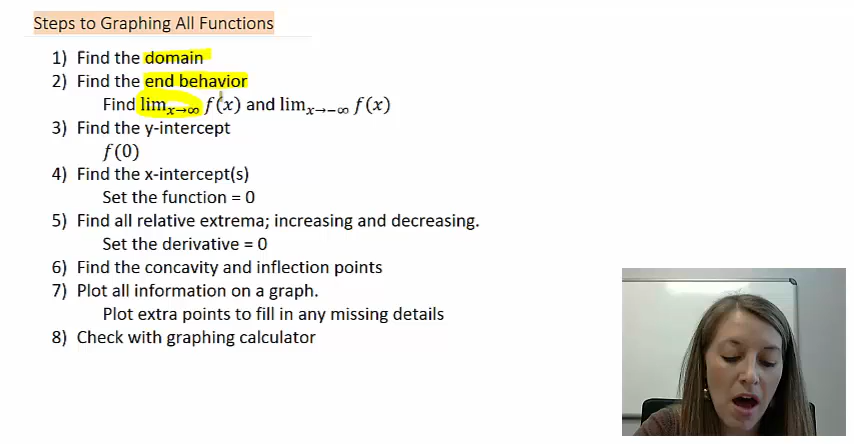 Steps to Graphing All Functions
1) Find the domain
2) Find the end behavior
Find limₓ→∞ f(x) and limₓ→−∞ f(x)
3) Find the y-intercept
f(0)
4) Find the x-intercept(s)
Set the function = 0
5) Find all relative extrema; increasing and decreasing.
Set the derivative = 0
6) Find the concavity and inflection points
7) Plot all information on a graph.
Plot extra points to fill in any missing details
8) Check with graphing calculator